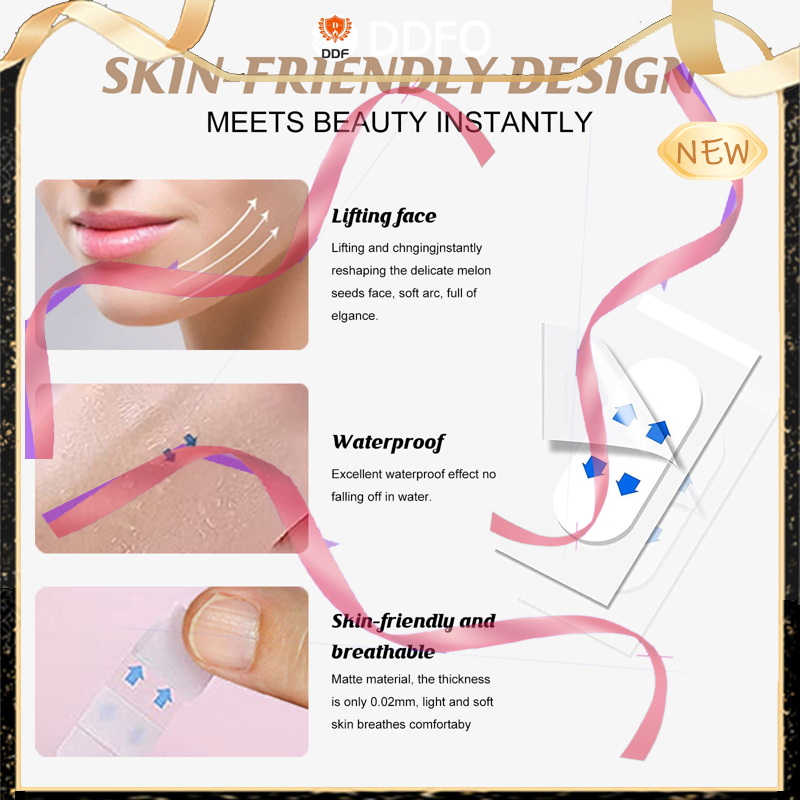 DDFO
D
DDF
SKIN-FRIENDLY DESIGN
MEETS BEAUTY INSTANTLY
NEW
Lifting face
Lifting and chngingjnstantly
reshaping the delicate melon
seeds face, soft arc, full of
elgance.
Waterproof
Excellent waterproof effect no
falling off in water.
Skin-friendly and
breathable
Matte material, the thickness
is only 0.02mm, light and soft
skin breathes comfortaby